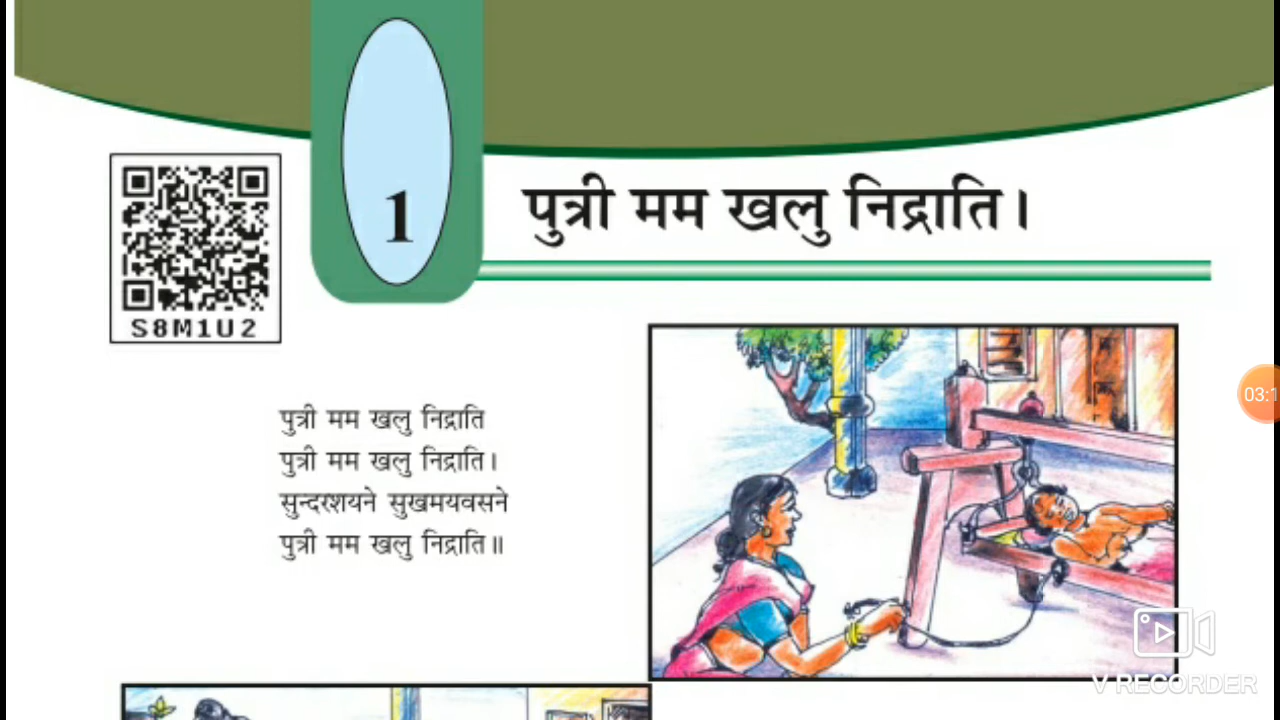 1
पुत्री मम खलु निद्राति।
S8M1U2
पुत्री मम खलु निद्राति
पुत्री मम खलु निद्राति।
सुन्दरशयने सुखमयवसने
पुत्री मम खलु निद्राति॥
03:1
V RECORDER